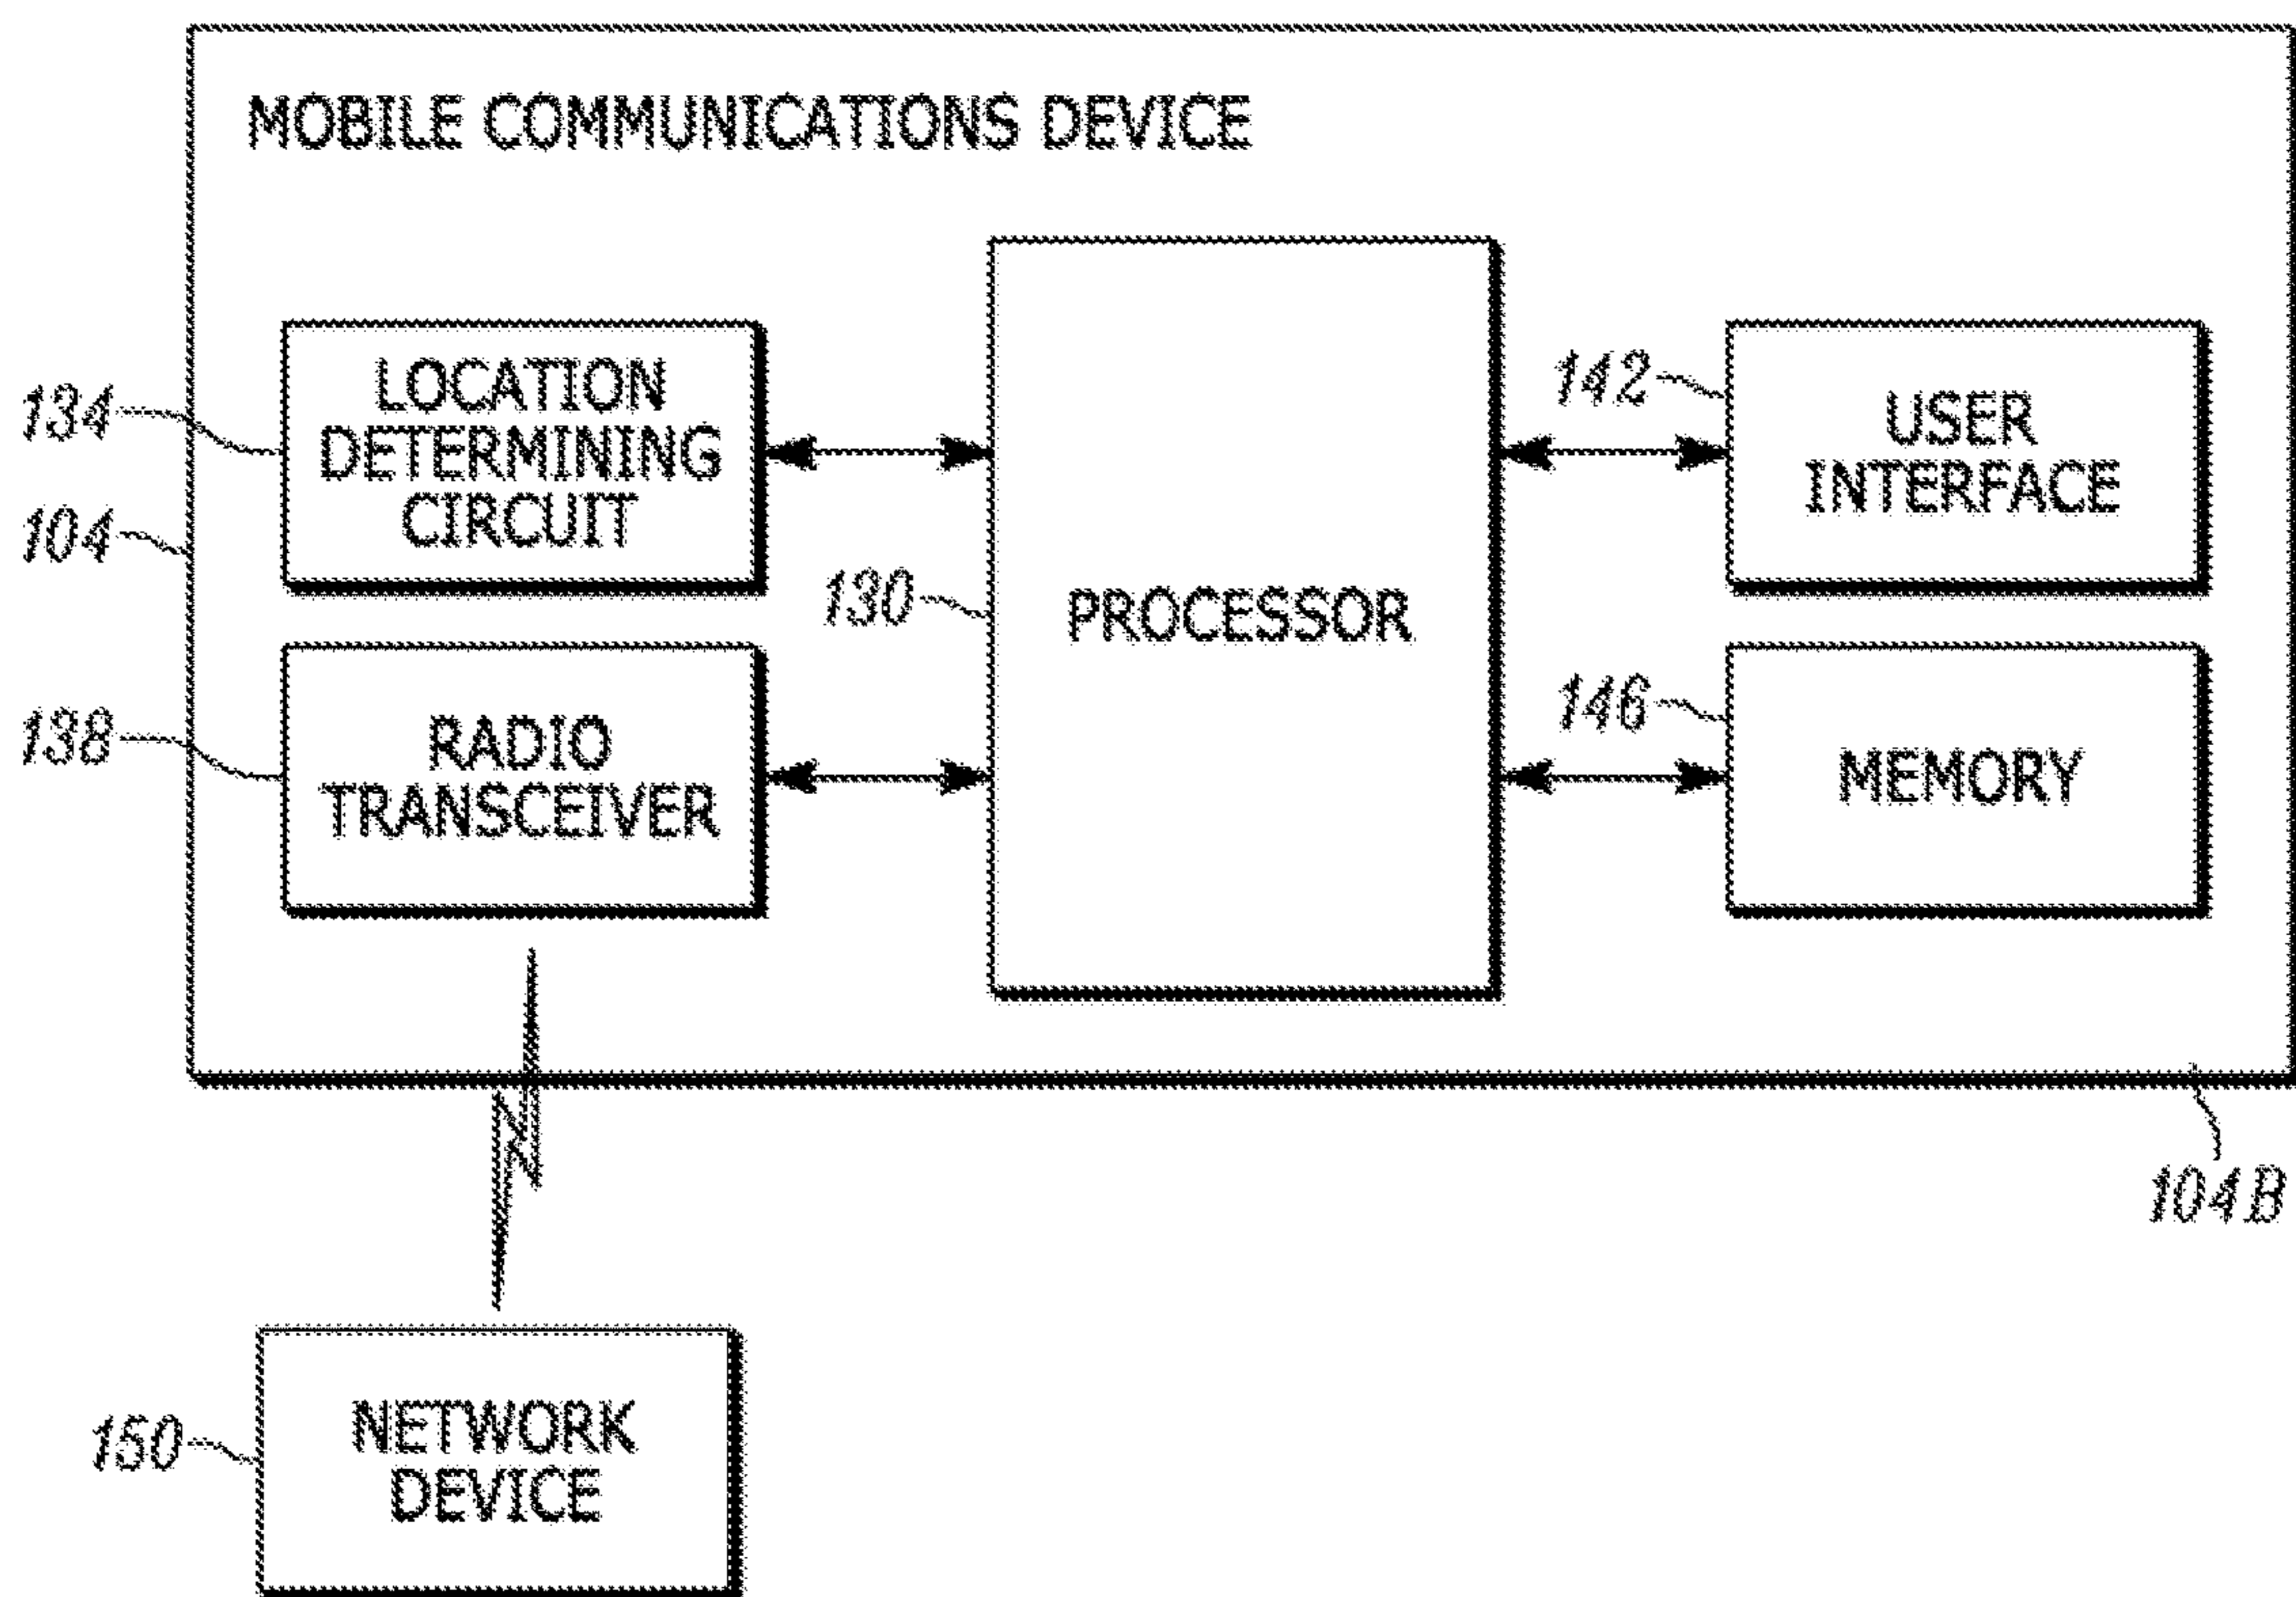 MOBILE COMMUNICATIONS DEVICE
134
LOCATION
DETERMINING
CIRCUIT
104
138
RADIO
TRANSCEIVER
130
PROCESSOR
142
USER
INTERFACE
146
MEMORY
104B
150
NETWORK
DEVICE